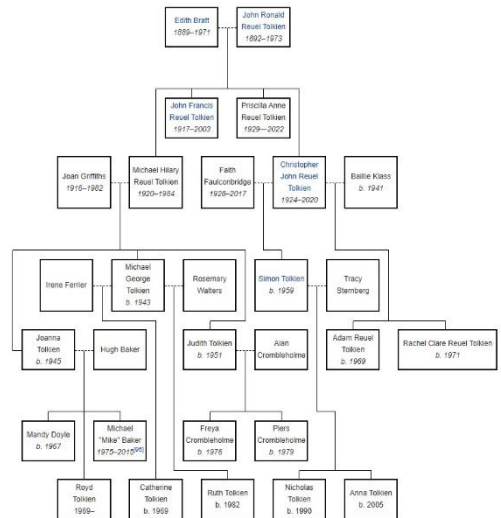 Edith Bratt
1889–1971
John Ronald
Reuel Tolkien
1892–1973
John Francis
Reuel Tolkien
1917–2003
Priscilla Anne
Reuel Tolkien
1929—2022
Joan Griffiths
1916–1982
Michael Hilary
Reuel Tolkien
1920–1984
Faith
Faulconbridge
1928–2017
Christopher
John Reuel
Tolkien
1924–2020
Baillie Klass
b. 1941
Irene Ferrier
Michael
George
Tolkien
b. 1943
Rosemary
Walters
Simon Tolkien
b. 1959
Tracy
Steinberg
Joanna
Tolkien
b. 1945
Hugh Baker
Judith Tolkien
b. 1951
Alan
Crombleholme
Adam Reuel
Tolkien
b. 1969
Rachel Clare Reuel Tolkien
b. 1971
Mandy Doyle
b. 1967
Michael
"Mike" Baker
1975–2015[95]
Freya
Crombleholme
b. 1976
Piers
Crombleholme
b. 1979
Royd
Tolkien
1969–
Catherine
Tolkien
b. 1969
Ruth Tolkien
b. 1982
Nicholas
Tolkien
b. 1990
Anna Tolkien
b. 2005